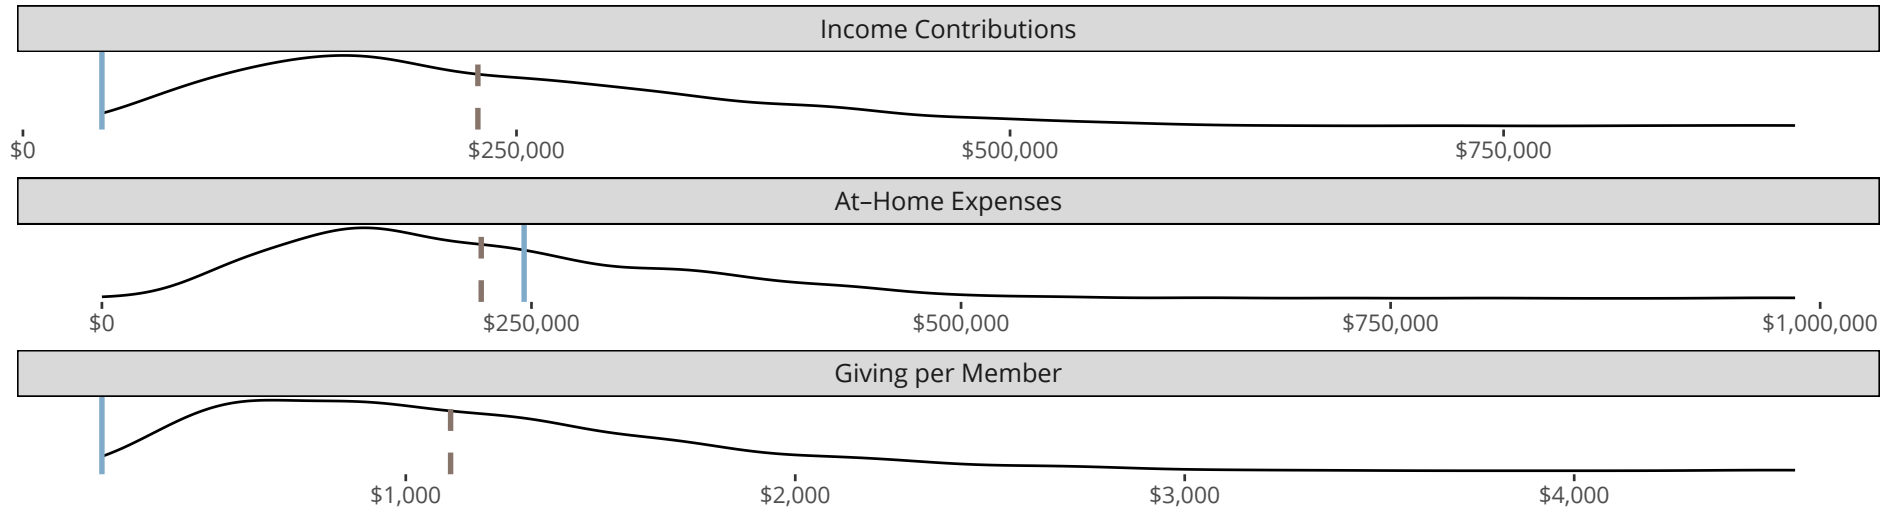 Income Contributions
$0 $250,000 $500,000 $750,000
At–Home Expenses
$0 $250,000 $500,000 $750,000 $1,000,000
Giving per Member
$1,000 $2,000 $3,000 $4,000